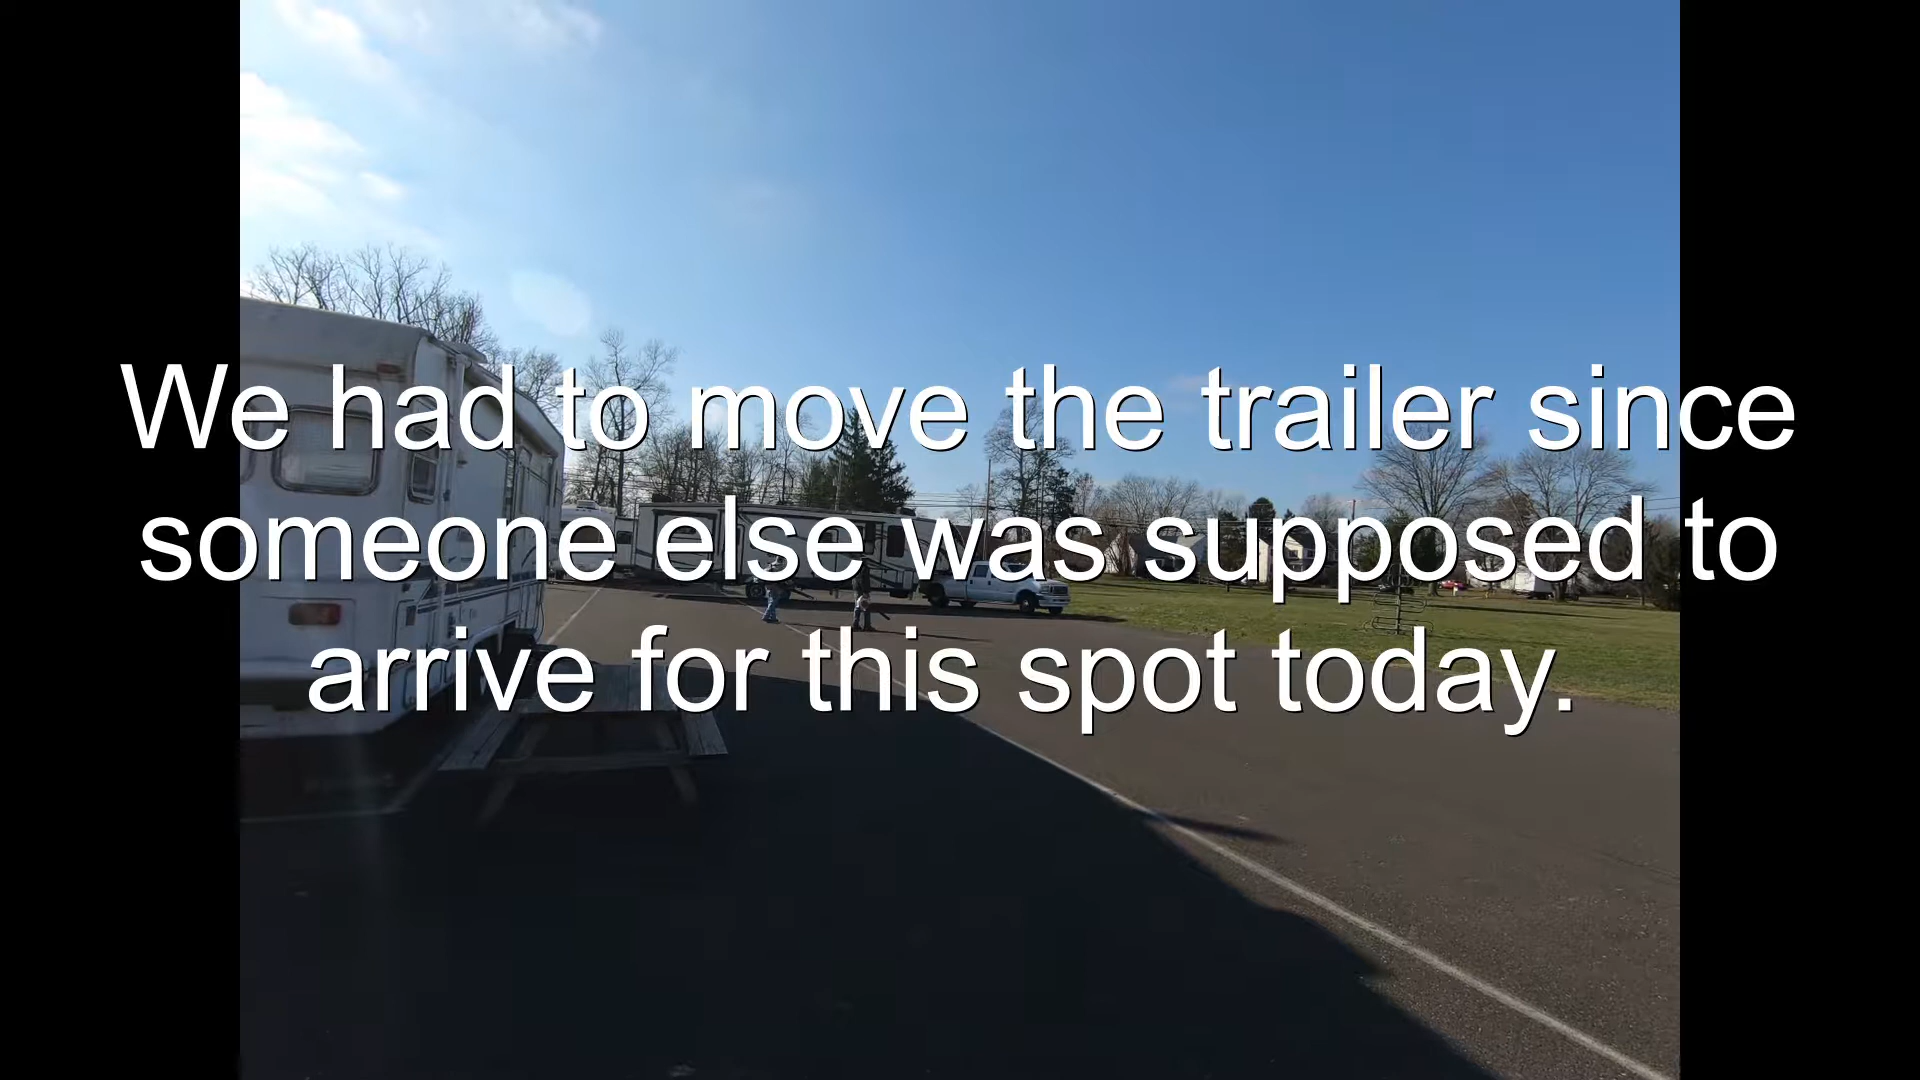 We had to move the trailer since
someone else was supposed to
arrive for this spot today.